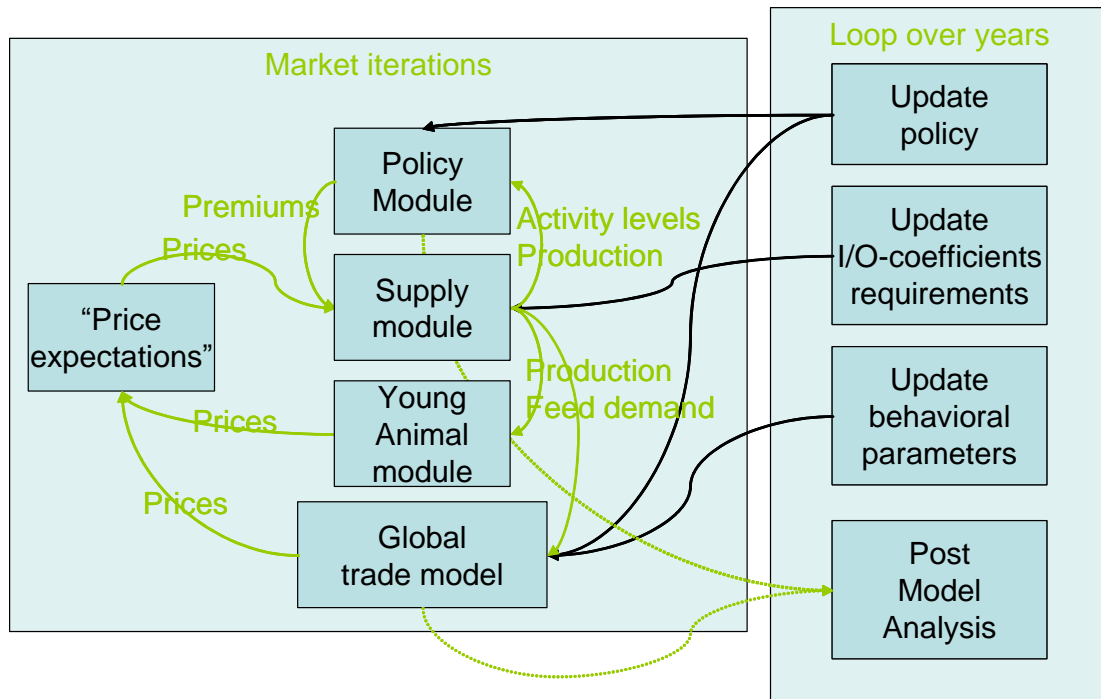 Market iterations
Policy
Module
Premiums
Activity levels
Production
Prices
Supply
module
“Price
expectations”
Production
Feed demand
Young
Animal
module
Prices
Prices
Global
trade model
Loop over years
Update
policy
Update
I/O-coefficients
requirements
Update
behavioral
parameters
Post
Model
Analysis